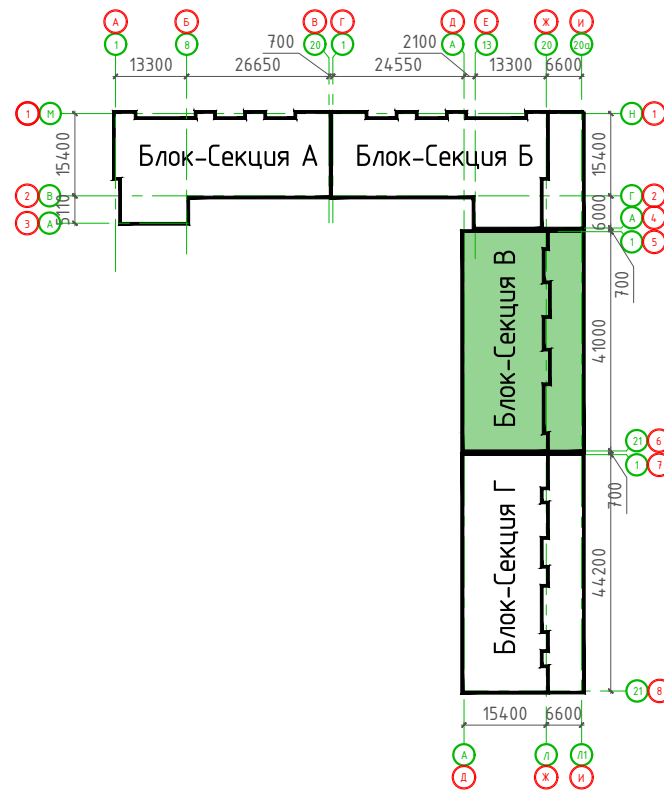 А Б В Г Д Е Ж И
1 8 20 1 А 13 20 20а
700 2100
13300 26650 24550 13300 6600
1 М Н 1
15400 15400
Блок-Секция А Блок-Секция Б
2 В Г 2
5110 6000
3 А А 4
1 5
700
Блок-Секция В
41000
21 6
1 7
700
Блок-Секция Г
44200
21 8
15400 6600
А Л Л1
Д Ж И